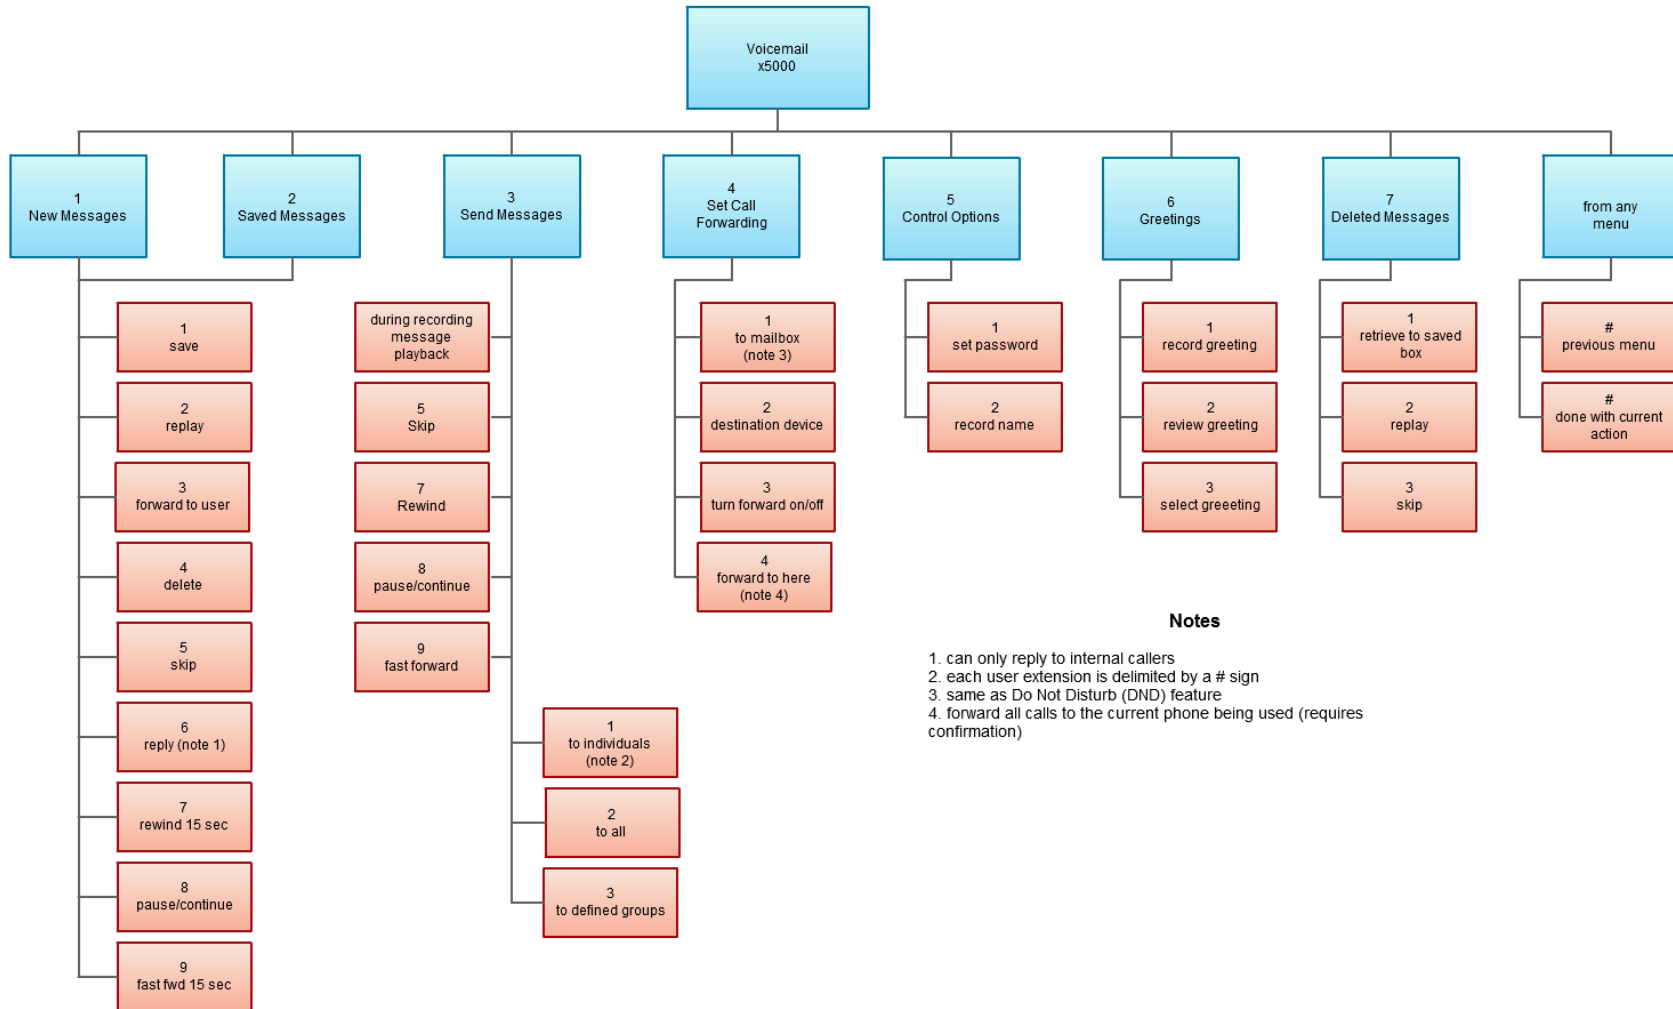 Voicemail
x5000
1
New Messages
2
Saved Messages
3
Send Messages
4
Set Call
Forwarding
5
Control Options
6
Greetings
7
Deleted Messages
from any
menu
1
save
2
replay
3
forward to user
4
delete
5
skip
6
reply (note 1)
7
rewind 15 sec
8
pause/continue
9
fast fwd 15 sec
during recording
message
playback
5
Skip
7
Rewind
8
pause/continue
9
fast forward
1
to individuals
(note 2)
2
to all
3
to defined groups
1
to mailbox
(note 3)
2
destination device
3
turn forward on/off
4
forward to here
(note 4)
1
set password
2
record name
1
record greeting
2
review greeting
3
select greeeting
1
retrieve to saved
box
2
replay
3
skip
#
previous menu
#
done with current
action
Notes
1. can only reply to internal callers
2. each user extension is delimited by a # sign
3. same as Do Not Disturb (DND) feature
4. forward all calls to the current phone being used (requires
confirmation)